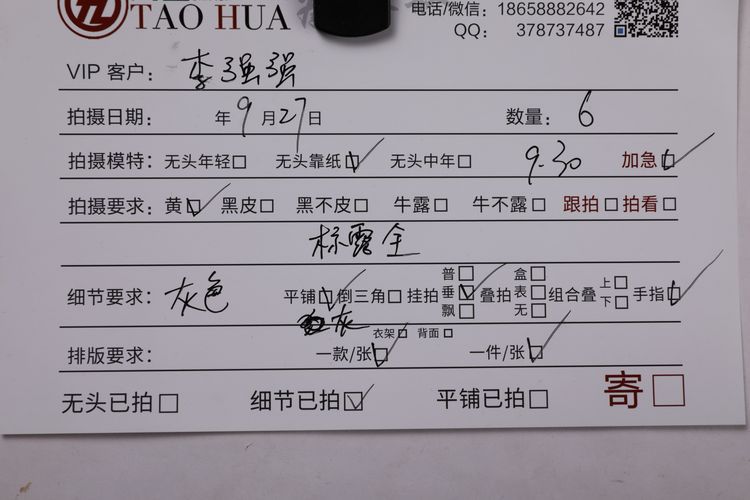 TAO HUA
电话/微信：186588882642
QQ：378737487
VIP 客户：李强强
拍摄日期：年9月27日 数量：6
拍摄模特：无头年轻□ 无头靠纸☑ 无头中年□ 9.30 加急☑
拍摄要求：黄☑ 黑皮□ 黑不皮□ 牛露□ 牛不露□ 跟拍□ 拍看□
标露全
细节要求：灰色 平铺☑ 倒三角□ 挂拍 普□ 垂☑ 飘□ 叠拍 盒□ 表□ 无□ 组合叠 上□ 下□ 手指☑
灰 衣架□ 背面□
排版要求：一款/张☑ 一件/张☑
无头已拍□ 细节已拍☑ 平铺已拍□ 寄□